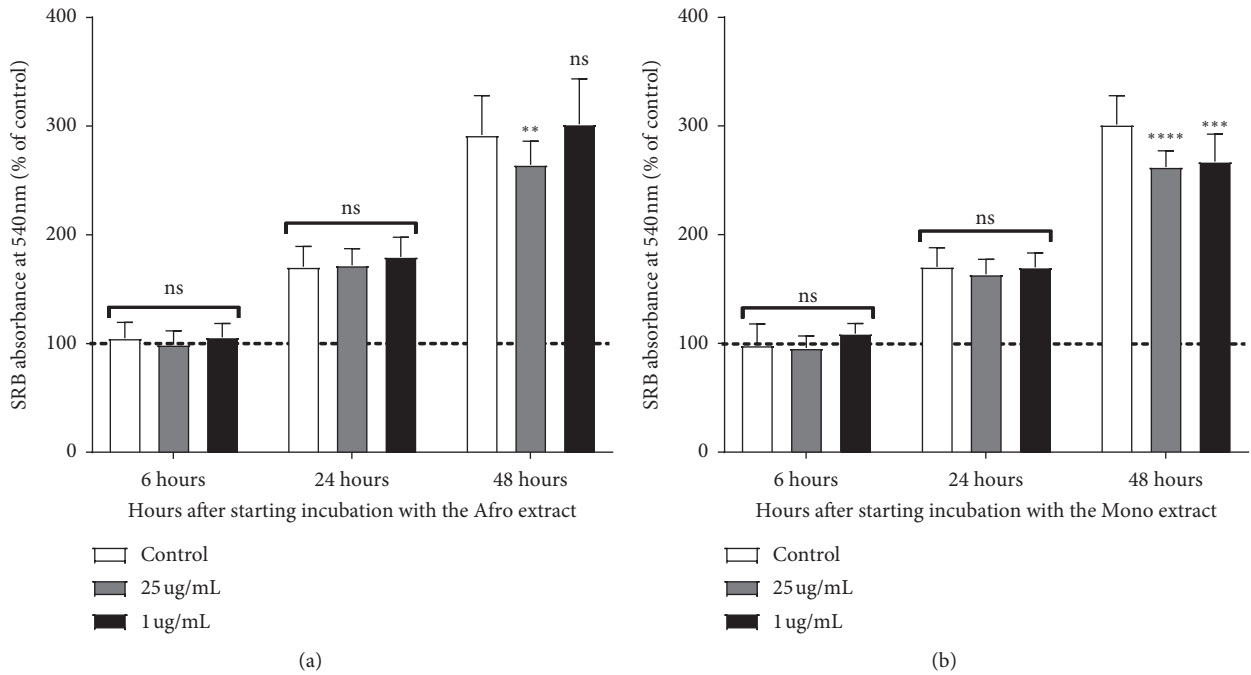 SRB absorbance at 540 nm (% of control)
400
300
200
100
0
ns
ns
**
ns
6 hours
24 hours
48 hours
Hours after starting incubation with the Afro extract
Control
25 ug/mL
1 ug/mL
(a)
SRB absorbance at 540 nm (% of control)
400
300
200
100
0
ns
ns
****
***
6 hours
24 hours
48 hours
Hours after starting incubation with the Mono extract
Control
25 ug/mL
1 ug/mL
(b)